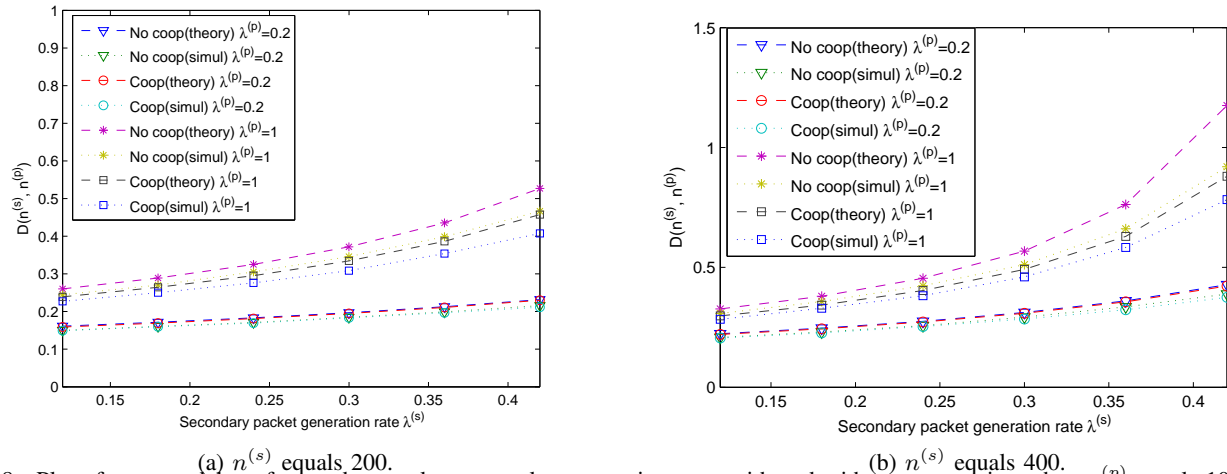 1
0.9
0.8
0.7
0.6
0.5
0.4
0.3
0.2
0.1
0
D(n^(s), n^(p))
No coop(theory) λ^(p)=0.2
No coop(simul) λ^(p)=0.2
Coop(theory) λ^(p)=0.2
Coop(simul) λ^(p)=0.2
No coop(theory) λ^(p)=1
No coop(simul) λ^(p)=1
Coop(theory) λ^(p)=1
Coop(simul) λ^(p)=1
0.15 0.2 0.25 0.3 0.35 0.4
Secondary packet generation rate λ^(s)
(a) n^(s) equals 200.
1.5
1
0.5
0
D(n^(s), n^(p))
No coop(theory) λ^(p)=0.2
No coop(simul) λ^(p)=0.2
Coop(theory) λ^(p)=0.2
Coop(simul) λ^(p)=0.2
No coop(theory) λ^(p)=1
No coop(simul) λ^(p)=1
Coop(theory) λ^(p)=1
Coop(simul) λ^(p)=1
0.15 0.2 0.25 0.3 0.35 0.4
Secondary packet generation rate λ^(s)
(b) n^(s) equals 400.